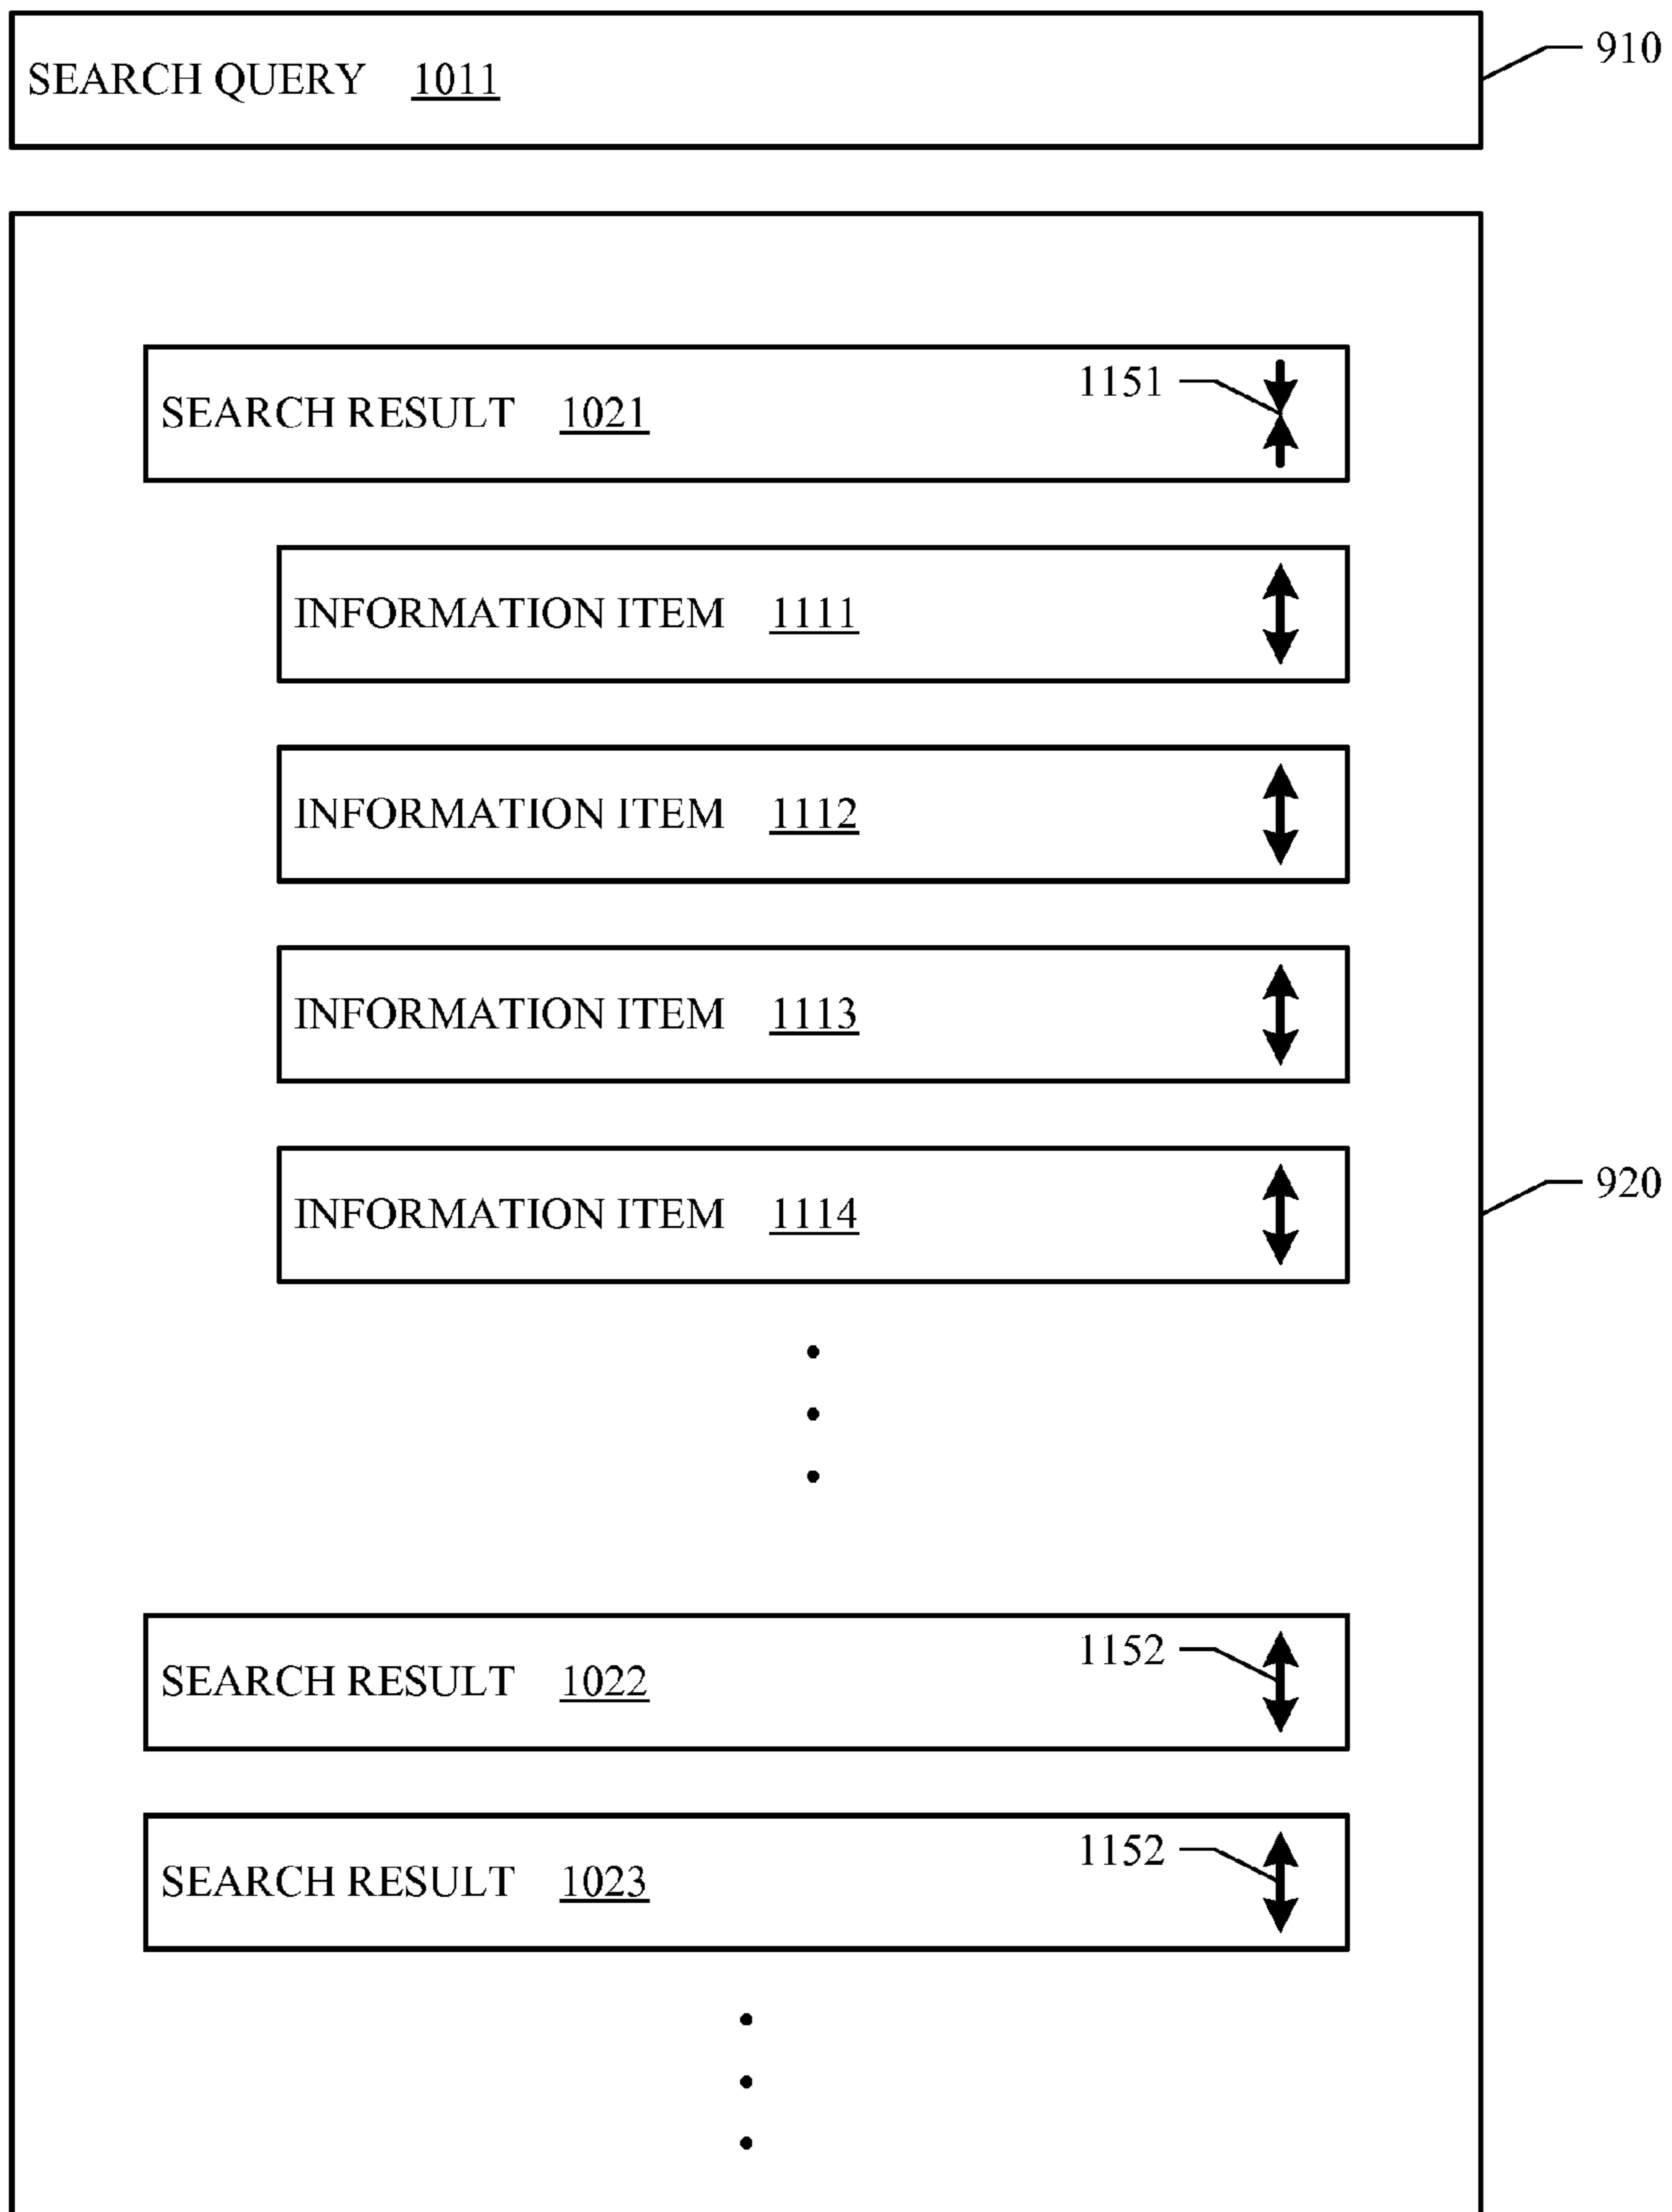 SEARCH QUERY 1011
910
SEARCH RESULT 1021
1151
INFORMATION ITEM 1111
INFORMATION ITEM 1112
INFORMATION ITEM 1113
INFORMATION ITEM 1114
920
SEARCH RESULT 1022
1152
SEARCH RESULT 1023
1152